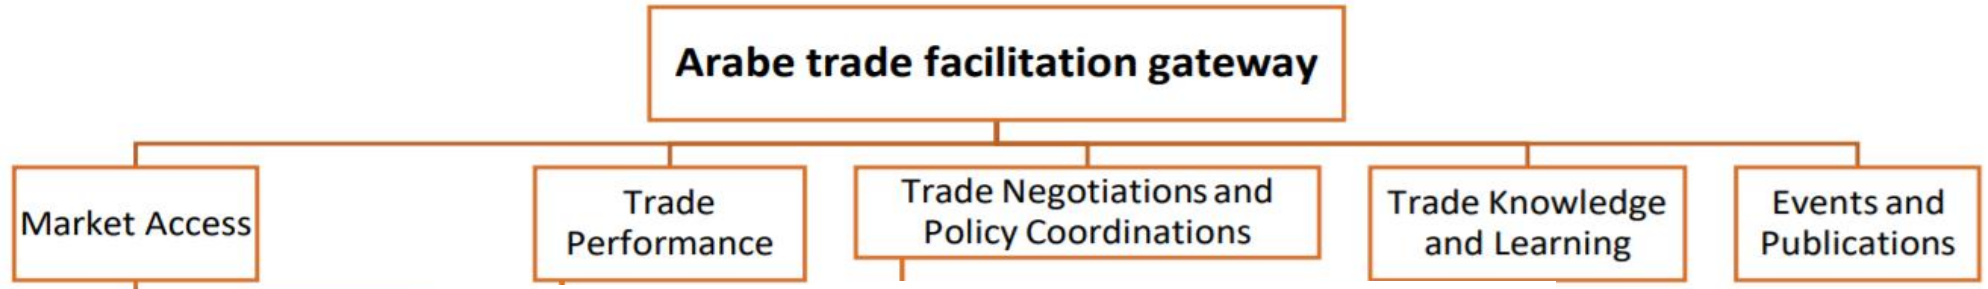 Arabe trade facilitation gateway
Market Access
Trade
Performance
Trade Negotiations and
Policy Coordinations
Trade Knowledge
and Learning
Events and
Publications